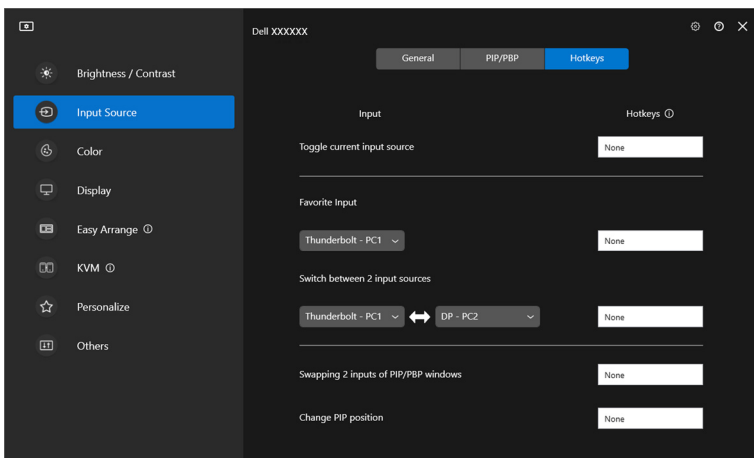 Dell XXXXXX
General
PIP/PBP
Hotkeys
Brightness / Contrast
Input Source
Color
Display
Easy Arrange
KVM
Personalize
Others
Input
Hotkeys
Toggle current input source
None
Favorite Input
Thunderbolt - PC1
None
Switch between 2 input sources
Thunderbolt - PC1
DP - PC2
None
Swapping 2 inputs of PIP/PBP windows
None
Change PIP position
None